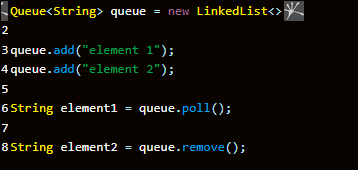 Queue<String> queue = new LinkedList<>
2
3queue.add("element 1");
4queue.add("element 2");
5
6String element1 = queue.poll();
7
8String element2 = queue.remove();